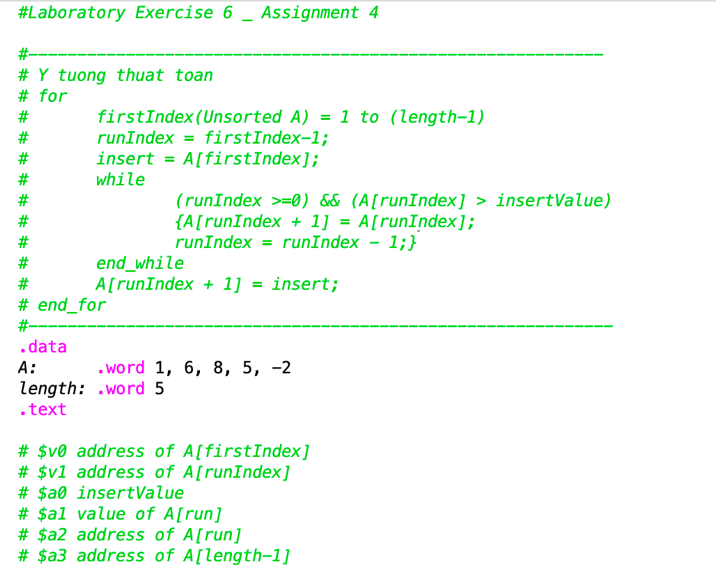 #Laboratory Exercise 6 _ Assignment 4
#------------------------------------------------------------
# Y tuong thuat toan
# for
#	firstIndex(Unsorted A) = 1 to (length-1)
#	runIndex = firstIndex-1;
#	insert = A[firstIndex];
#	while
#		(runIndex >=0) && (A[runIndex] > insertValue)
#		{A[runIndex + 1] = A[runIndex];
#		runIndex = runIndex - 1;}
#	end_while
#	A[runIndex + 1] = insert;
# end_for
#-------------------------------------------------------------
.data
A:	.word 1, 6, 8, 5, -2
length: .word 5
.text
# $v0 address of A[firstIndex]
# $v1 address of A[runIndex]
# $a0 insertValue
# $a1 value of A[run]
# $a2 address of A[run]
# $a3 address of A[length-1]